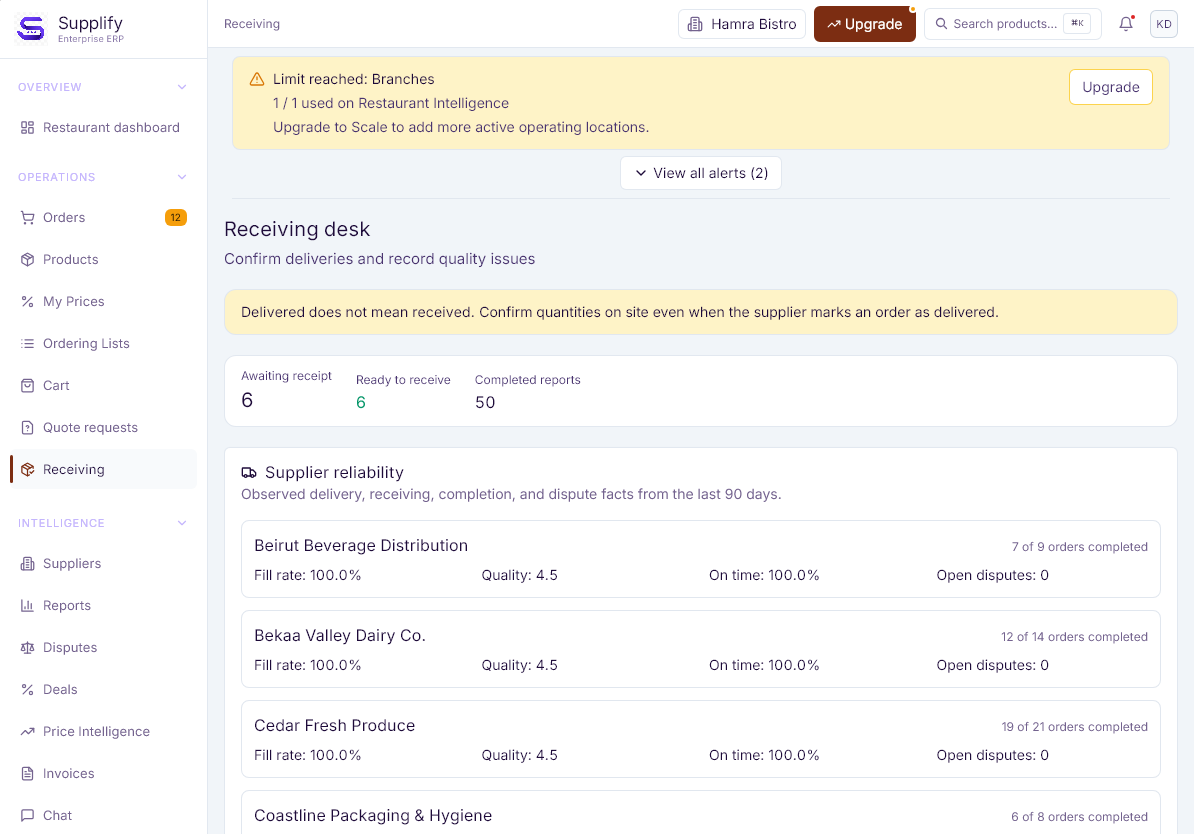 Supplify
Enterprise ERP
OVERVIEW
Restaurant dashboard
OPERATIONS
Orders 12
Products
My Prices
Ordering Lists
Cart
Quote requests
Receiving
INTELLIGENCE
Suppliers
Reports
Disputes
Deals
Price Intelligence
Invoices
Chat
Receiving
Hamra Bistro
Upgrade
Search products... ⌘K
KD
Limit reached: Branches
1 / 1 used on Restaurant Intelligence
Upgrade to Scale to add more active operating locations.
Upgrade
View all alerts (2)
Receiving desk
Confirm deliveries and record quality issues
Delivered does not mean received. Confirm quantities on site even when the supplier marks an order as delivered.
Awaiting receipt
6
Ready to receive
6
Completed reports
50
Supplier reliability
Observed delivery, receiving, completion, and dispute facts from the last 90 days.
Beirut Beverage Distribution 7 of 9 orders completed
Fill rate: 100.0% Quality: 4.5 On time: 100.0% Open disputes: 0
Bekaa Valley Dairy Co. 12 of 14 orders completed
Fill rate: 100.0% Quality: 4.5 On time: 100.0% Open disputes: 0
Cedar Fresh Produce 19 of 21 orders completed
Fill rate: 100.0% Quality: 4.5 On time: 100.0% Open disputes: 0
Coastline Packaging & Hygiene 6 of 8 orders completed